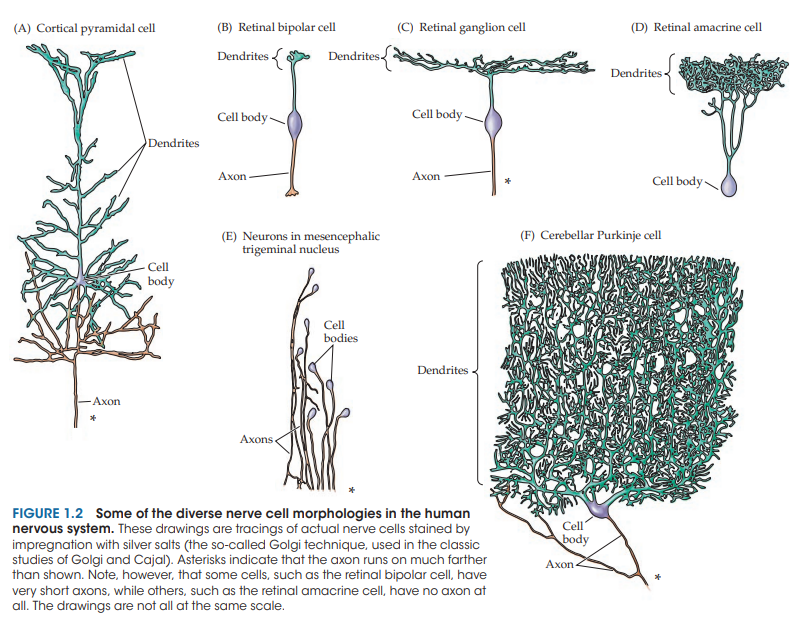 (A) Cortical pyramidal cell
Dendrites
Cell
body
Axon
*
(B) Retinal bipolar cell
Dendrites
Cell body
Axon
(C) Retinal ganglion cell
Dendrites
Cell body
Axon
*
(D) Retinal amacrine cell
Dendrites
Cell body
(E) Neurons in mesencephalic
trigeminal nucleus
Cell
bodies
Axons
*
(F) Cerebellar Purkinje cell
Dendrites
Cell
body
Axon
*
FIGURE 1.2 Some of the diverse nerve cell morphologies in the human
nervous system. These drawings are tracings of actual nerve cells stained by
impregnation with silver salts (the so-called Golgi technique, used in the classic
studies of Golgi and Cajal). Asterisks indicate that the axon runs on much farther
than shown. Note, however, that some cells, such as the retinal bipolar cell, have
very short axons, while others, such as the retinal amacrine cell, have no axon at
all. The drawings are not all at the same scale.